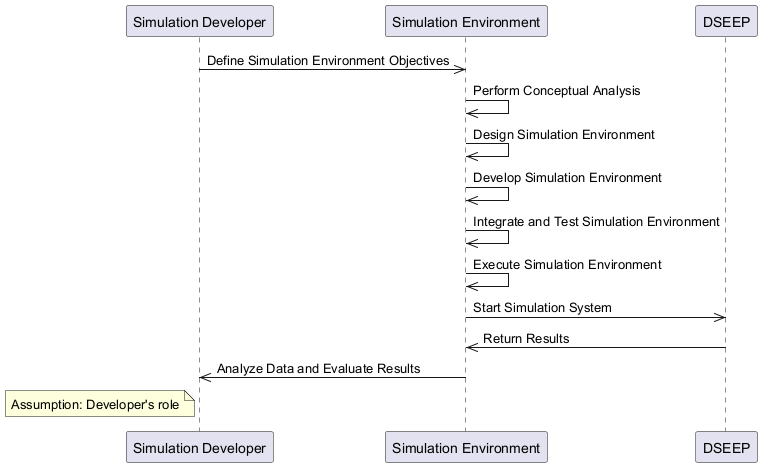 Simulation Developer
Simulation Environment
DSEEP
Define Simulation Environment Objectives
Perform Conceptual Analysis
Design Simulation Environment
Develop Simulation Environment
Integrate and Test Simulation Environment
Execute Simulation Environment
Start Simulation System
Return Results
Analyze Data and Evaluate Results
Assumption: Developer's role
Simulation Developer
Simulation Environment
DSEEP